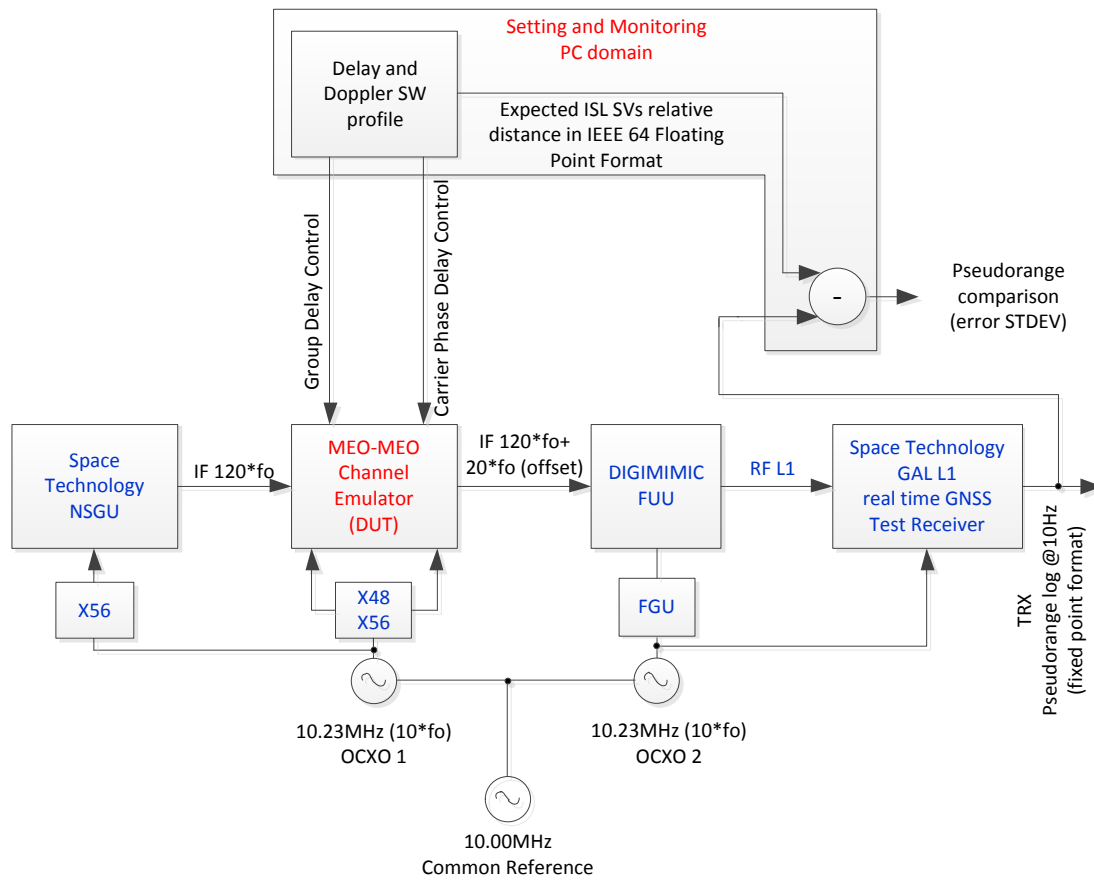 Setting and Monitoring
PC domain
Delay and
Doppler SW
profile
Expected ISL SVs relative
distance in IEEE 64 Floating
Point Format
Group Delay Control
Carrier Phase Delay Control
-
Pseudorange
comparison
(error STDEV)
Space
Technology
NSGU
IF 120*fo
MEO-MEO
Channel
Emulator
(DUT)
IF 120*fo+
20*fo (offset)
DIGIMIMIC
FUU
RF L1
Space Technology
GAL L1
real time GNSS
Test Receiver
TRX
Pseudorange log @10Hz
(fixed point format)
X56
X48
X56
FGU
10.23MHz (10*fo)
OCXO 1
10.23MHz (10*fo)
OCXO 2
10.00MHz
Common Reference